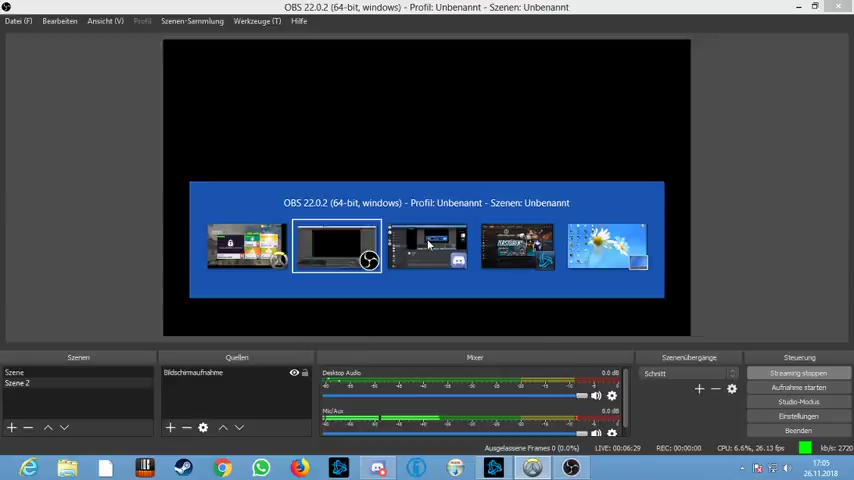 OBS 22.0.2 (64-bit, windows) - Profil: Unbenannt - Szenen: Unbenannt
Datei (F) Bearbeiten Ansicht (V) Profil Szenen-Sammlung Werkzeuge (T) Hilfe
OBS 22.0.2 (64-bit, windows) - Profil: Unbenannt - Szenen: Unbenannt
Szenen Quellen Mixer Szenenübergänge Steuerung
Szene
Szene 2
Bildschirmaufnahme
Desktop Audio 0.0 dB
Mic/Aux 0.0 dB
Schnitt
Streaming stoppen
Aufnahme starten
Studio-Modus
Einstellungen
Beenden
Ausgelassene Frames 0 (0.0%) LIVE: 00:06:29 REC: 00:00:00 CPU: 6.6%, 26.13 fps kb/s: 2720
17:05
26.11.2018